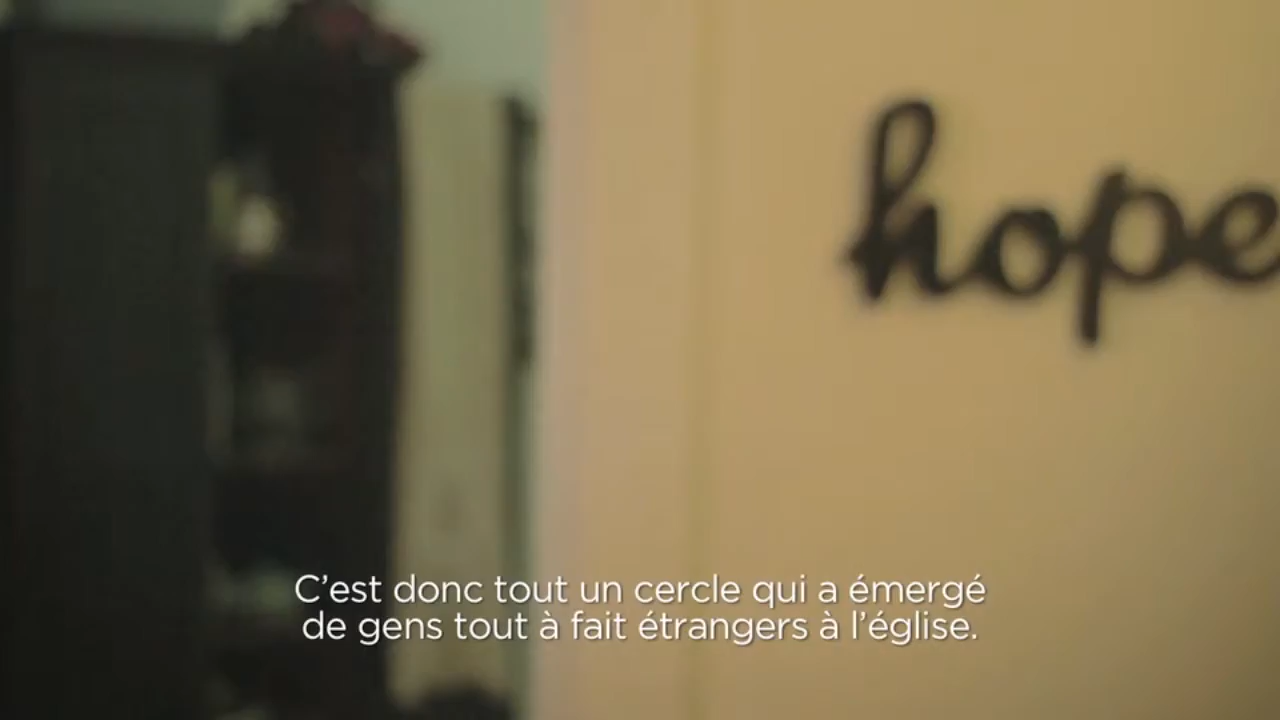 hope
C'est donc tout un cercle qui a émergé
de gens tout à fait étrangers à l'église.